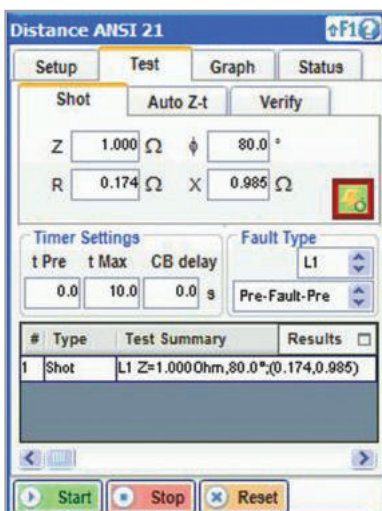 Distance ANSI 21 F1
Setup Test Graph Status
Shot Auto Z-t Verify
Z 1.000 Ω ϕ 80.0 °
R 0.174 Ω X 0.985 Ω
Timer Settings Fault Type
t Pre t Max CB delay L1
0.0 10.0 0.0 s Pre-Fault-Pre
# Type Test Summary Results
1 Shot L1 Z=1.000Ohm,80.0°;(0.174,0.985)
Start Stop Reset